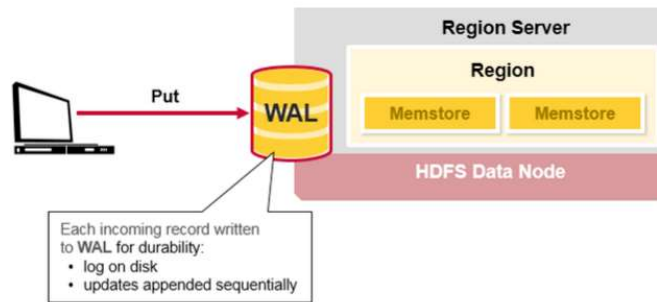 Region Server
Region
Put
WAL
Memstore
Memstore
HDFS Data Node
Each incoming record written
to WAL for durability:
• log on disk
• updates appended sequentially